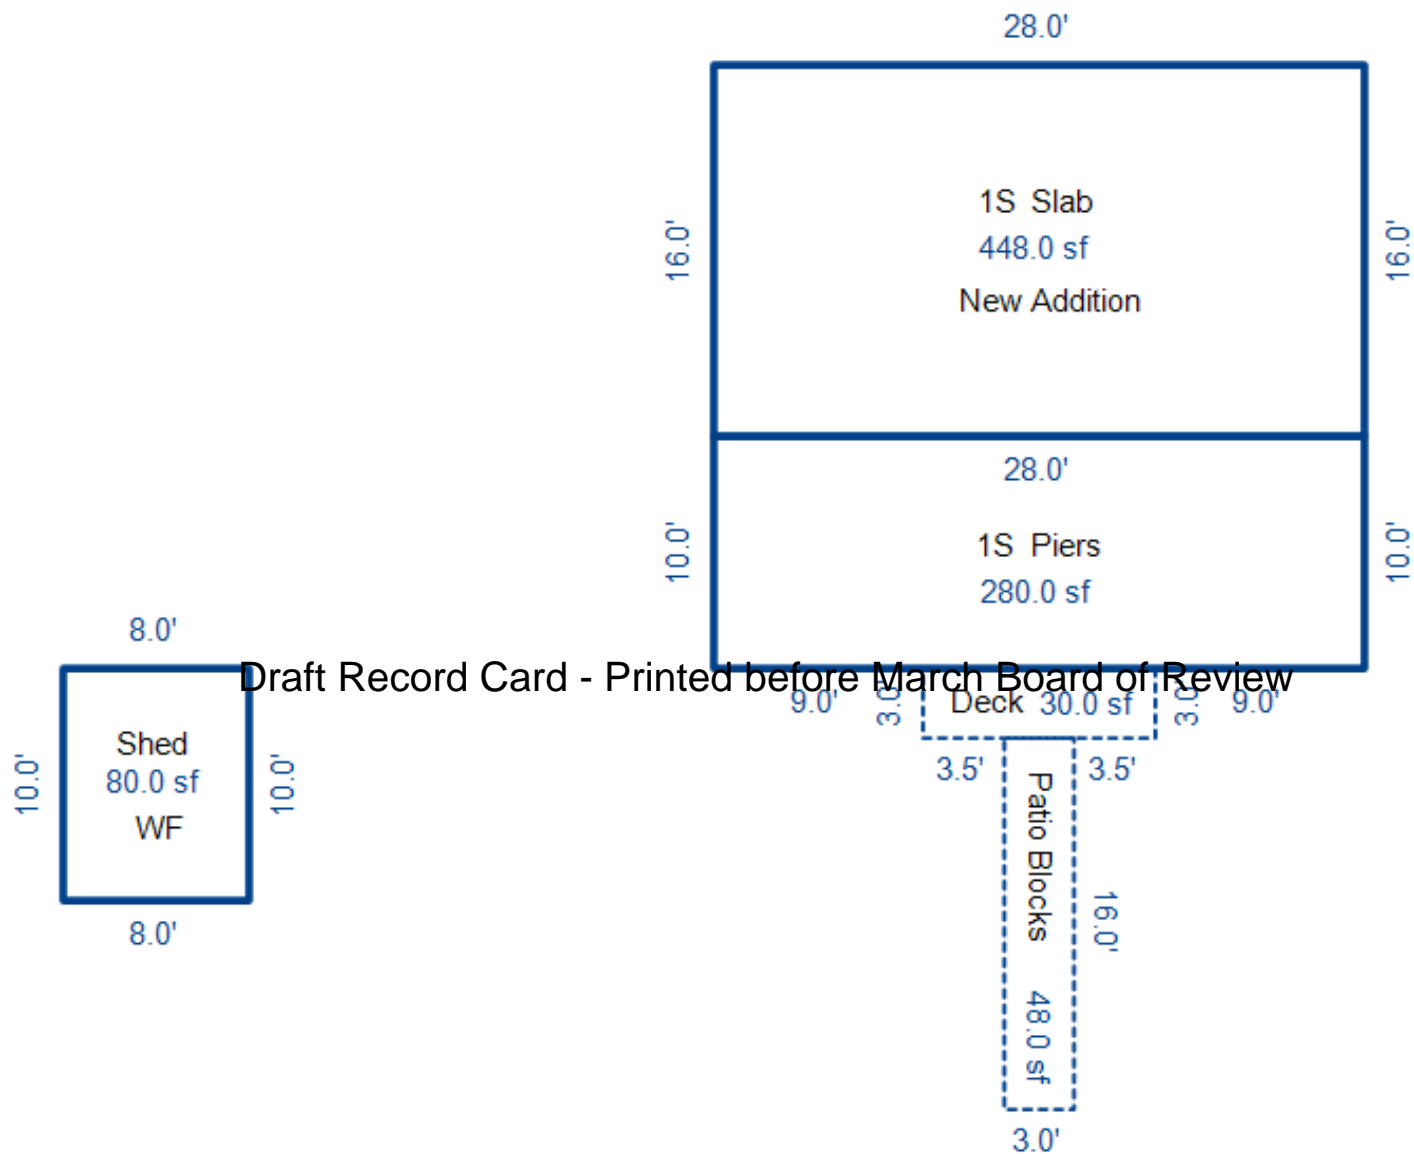 28.0'
16.0'
1S Slab
448.0 sf
New Addition
16.0'
28.0'
10.0'
1S Piers
280.0 sf
10.0'
8.0'
Draft Record Card - Printed before March Board of Review
9.0'
3.0'
Deck 30.0 sf
3.0'
9.0'
10.0'
Shed
80.0 sf
WF
10.0'
8.0'
3.5'
3.5'
Patio Blocks 48.0 sf
16.0'
3.0'